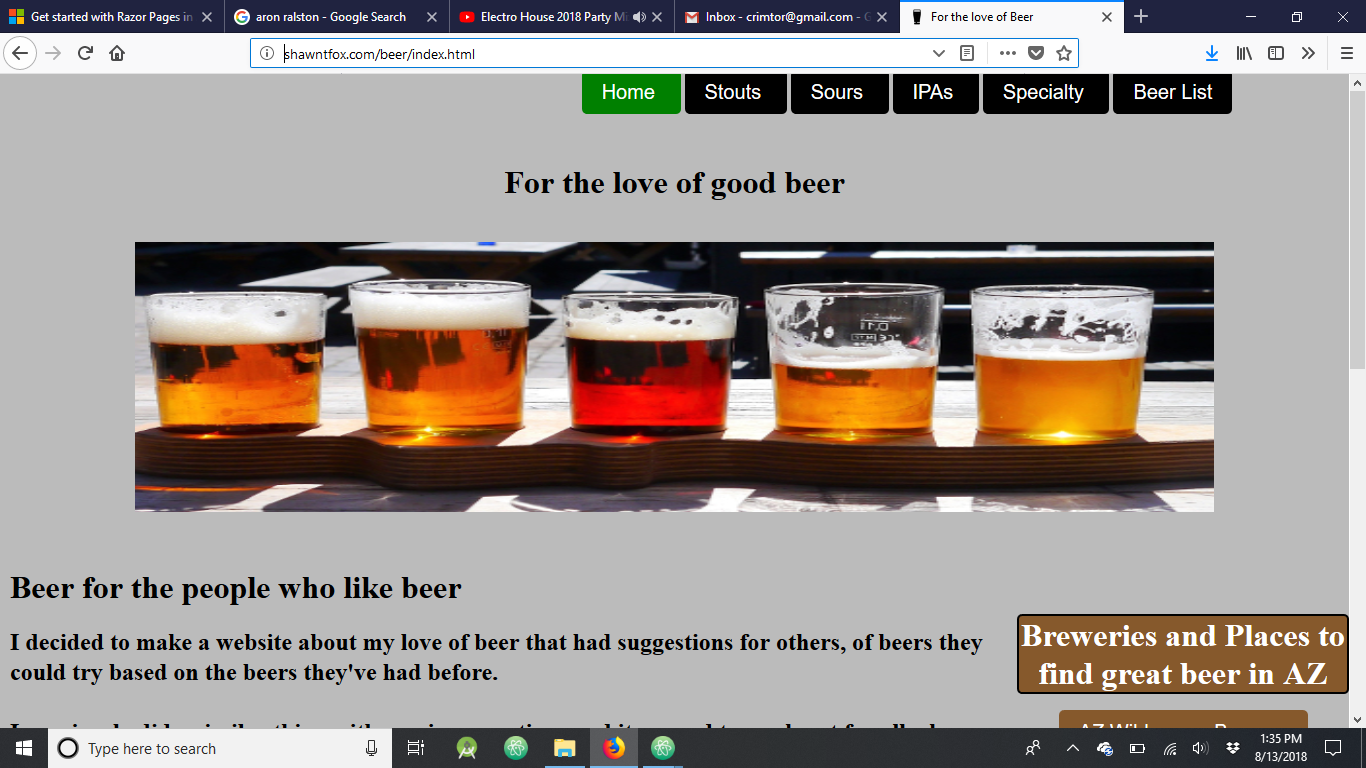 Get started with Razor Pages in
aron ralston - Google Search
Electro House 2018 Party Mi
Inbox - crimtor@gmail.com - G
For the love of Beer
shawntfox.com/beer/index.html
Home
Stouts
Sours
IPAs
Specialty
Beer List
For the love of good beer
0.1l
Beer for the people who like beer
I decided to make a website about my love of beer that had suggestions for others, of beers they
could try based on the beers they've had before.
Breweries and Places to
find great beer in AZ
Type here to search
1:35 PM
8/13/2018